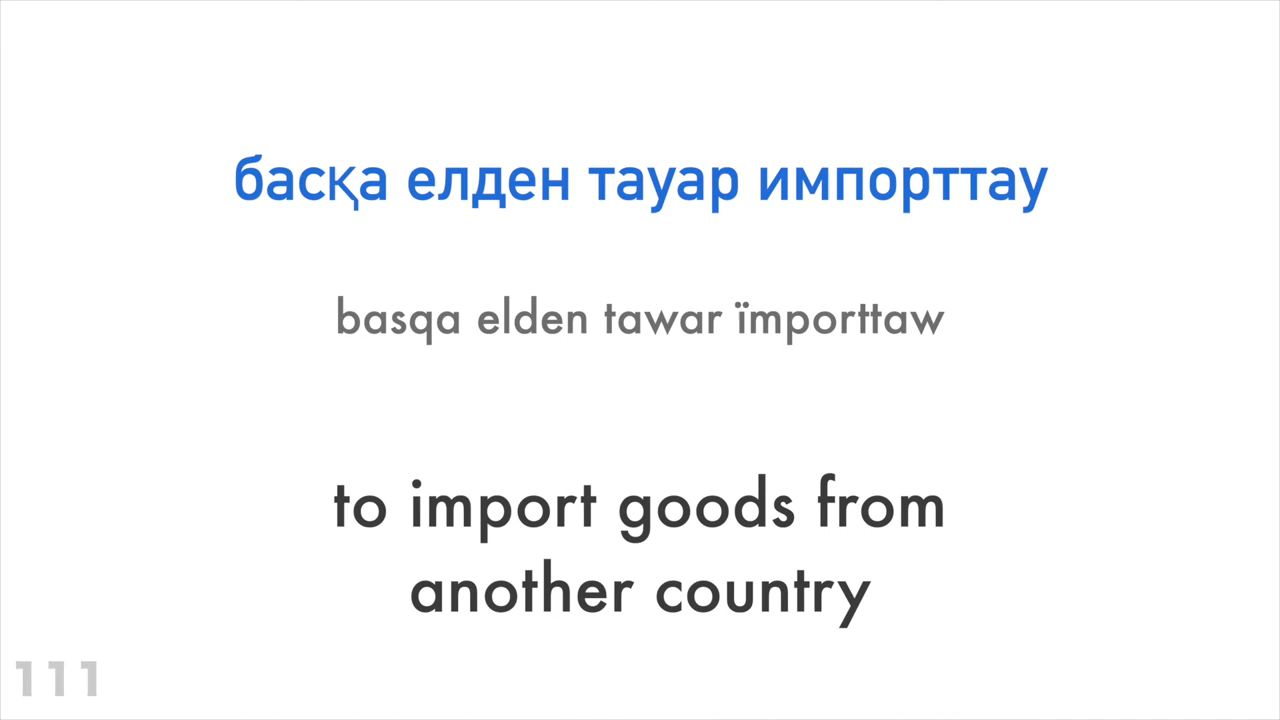 басқа елден тауар импорттау
basqa elden tawar ïmporttaw
to import goods from
another country
111